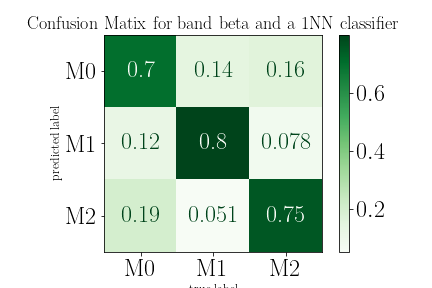 Confusion Matix for band beta and a 1NN classifier
M0 0.7 0.14 0.16
0.6
predicted label
M1 0.12 0.8 0.078
0.4
M2 0.19 0.051 0.75
0.2
M0 M1 M2
true label